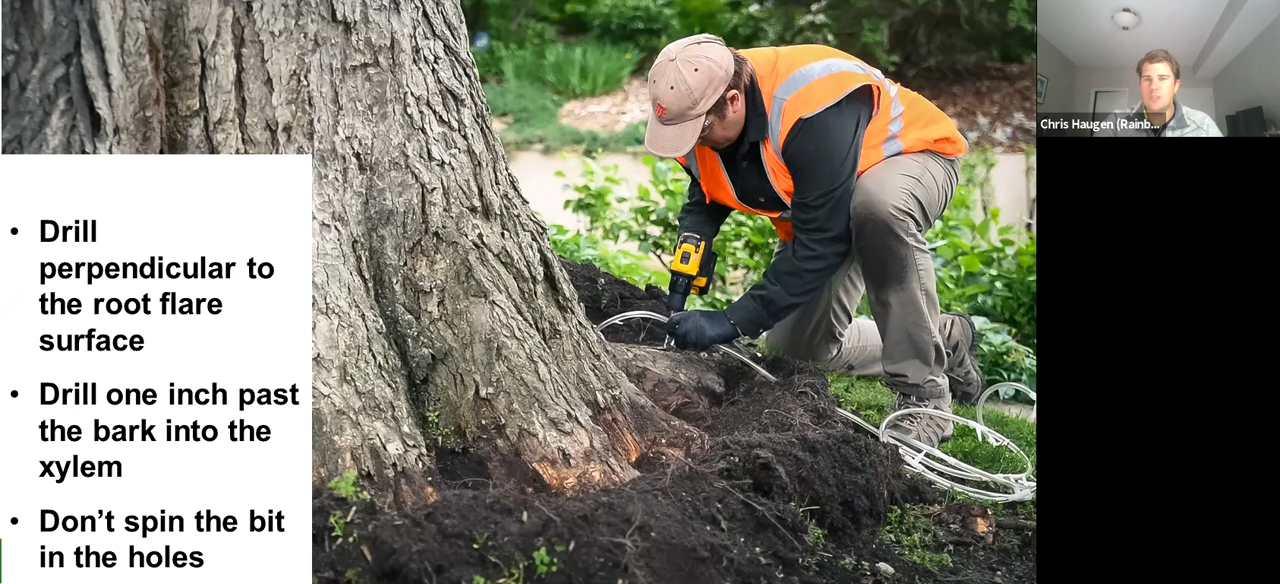 Chris Haugen (Rainb...
• Drill
perpendicular to
the root flare
surface
• Drill one inch past
the bark into the
xylem
• Don’t spin the bit
in the holes